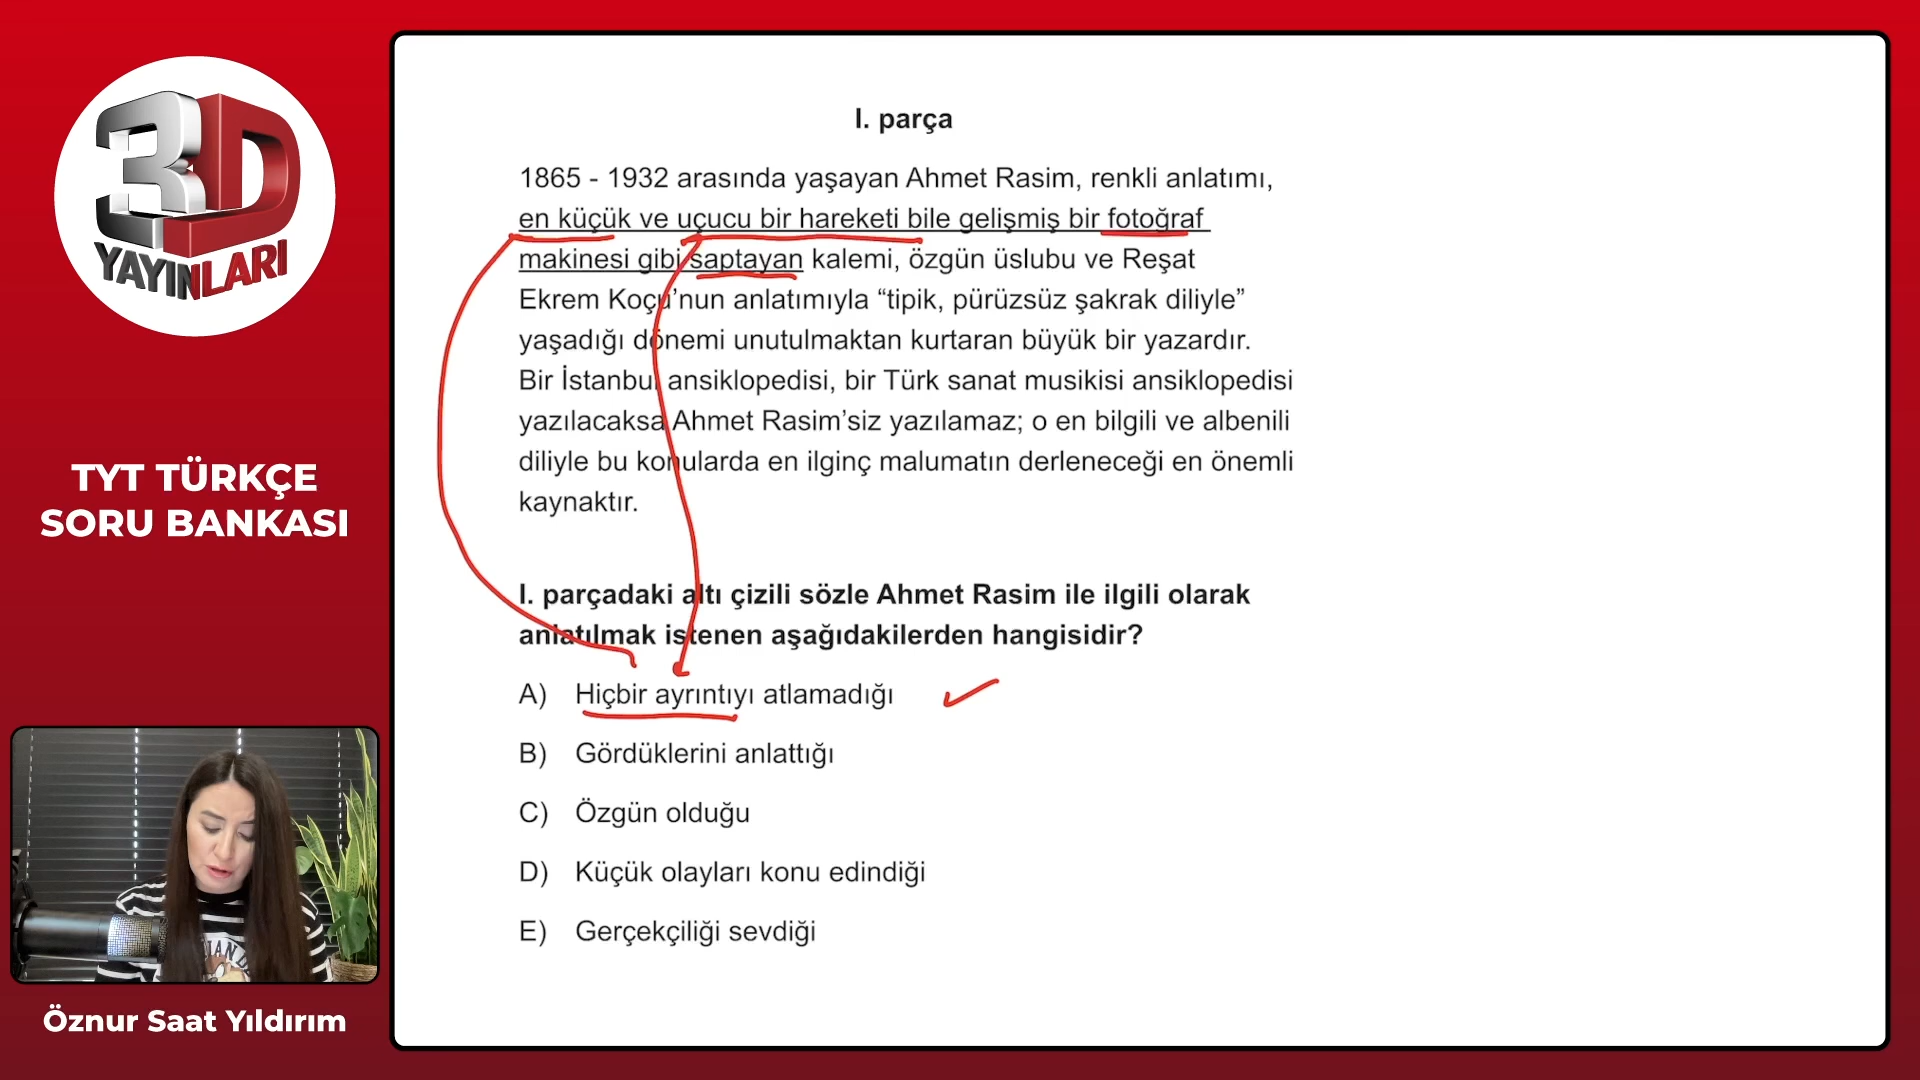 3D
YAYINLARI
TYT TÜRKÇE
SORU BANKASI
Öznur Saat Yıldırım
I. parça
1865 - 1932 arasında yaşayan Ahmet Rasim, renkli anlatımı,
en küçük ve uçucu bir hareketi bile gelişmiş bir fotoğraf
makinesi gibi saptayan kalemi, özgün üslubu ve Reşat
Ekrem Koçu’nun anlatımıyla “tipik, pürüzsüz şakrak diliyle”
yaşadığı dönemi unutulmaktan kurtaran büyük bir yazardır.
Bir İstanbul ansiklopedisi, bir Türk sanat musikisi ansiklopedisi
yazılacaksa Ahmet Rasim’siz yazılamaz; o en bilgili ve albenili
diliyle bu konularda en ilginç malumatın derleneceği en önemli
kaynaktır.
I. parçadaki altı çizili sözle Ahmet Rasim ile ilgili olarak
anlatılmak istenen aşağıdakilerden hangisidir?
A) Hiçbir ayrıntıyı atlamadığı
B) Gördüklerini anlattığı
C) Özgün olduğu
D) Küçük olayları konu edindiği
E) Gerçekçiliği sevdiği